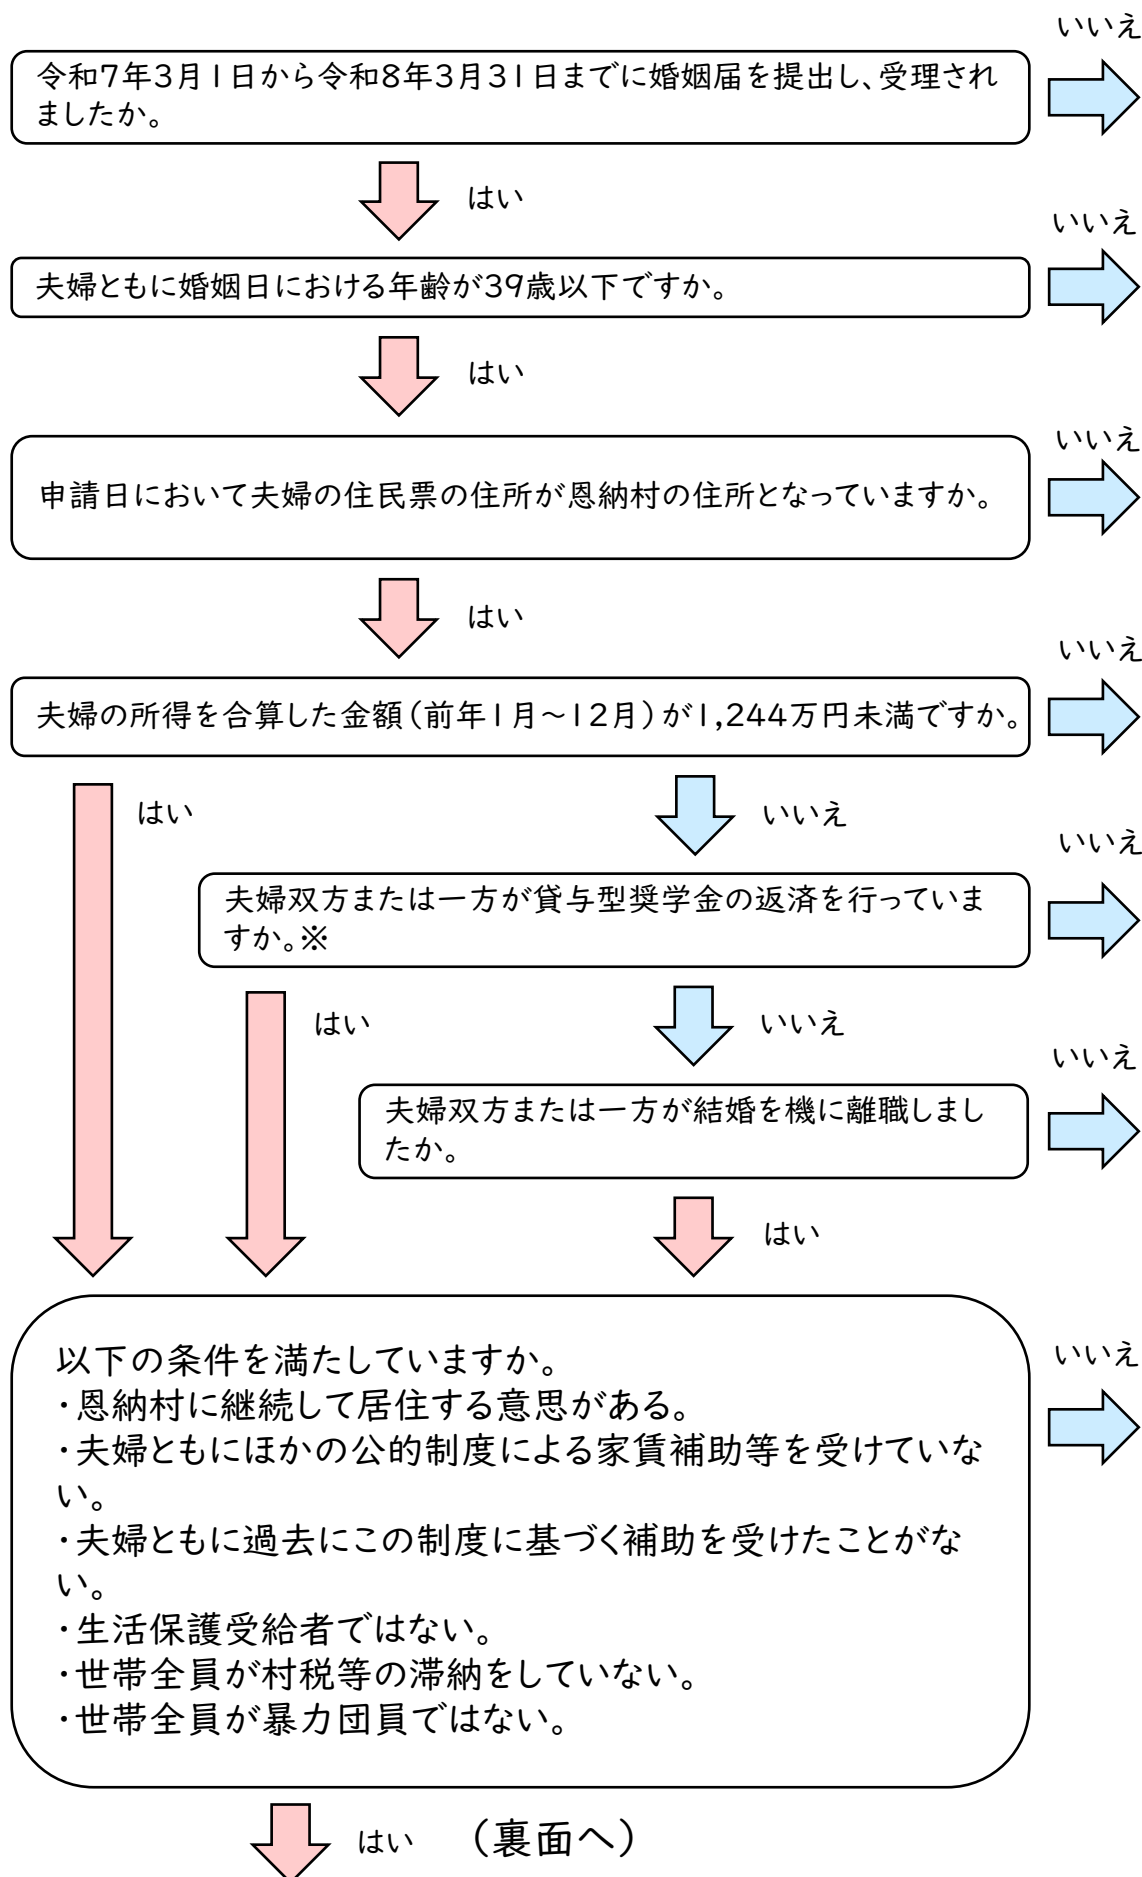 いいえ
令和7年3月1日から令和8年3月31日までに婚姻届を提出し、受理され
ましたか。
はい
いいえ
夫婦ともに婚姻日における年齢が39歳以下ですか。
はい
いいえ
申請日において夫婦の住民票の住所が恩納村の住所となっていますか。
はい
いいえ
夫婦の所得を合算した金額(前年1月~12月)が1,244万円未満ですか。
はい
いいえ
いいえ
夫婦双方または一方が貸与型奨学金の返済を行っていま
すか。※
はい
いいえ
いいえ
夫婦双方または一方が結婚を機に離職しまし
たか。
はい
以下の条件を満たしていますか。
いいえ
・恩納村に継続して居住する意思がある。
・夫婦ともにほかの公的制度による家賃補助等を受けていな
い。
・夫婦ともに過去にこの制度に基づく補助を受けたことがな
い。
・生活保護受給者ではない。
・世帯全員が村税等の滞納をしていない。
・世帯全員が暴力団員ではない。
はい (裏面へ)